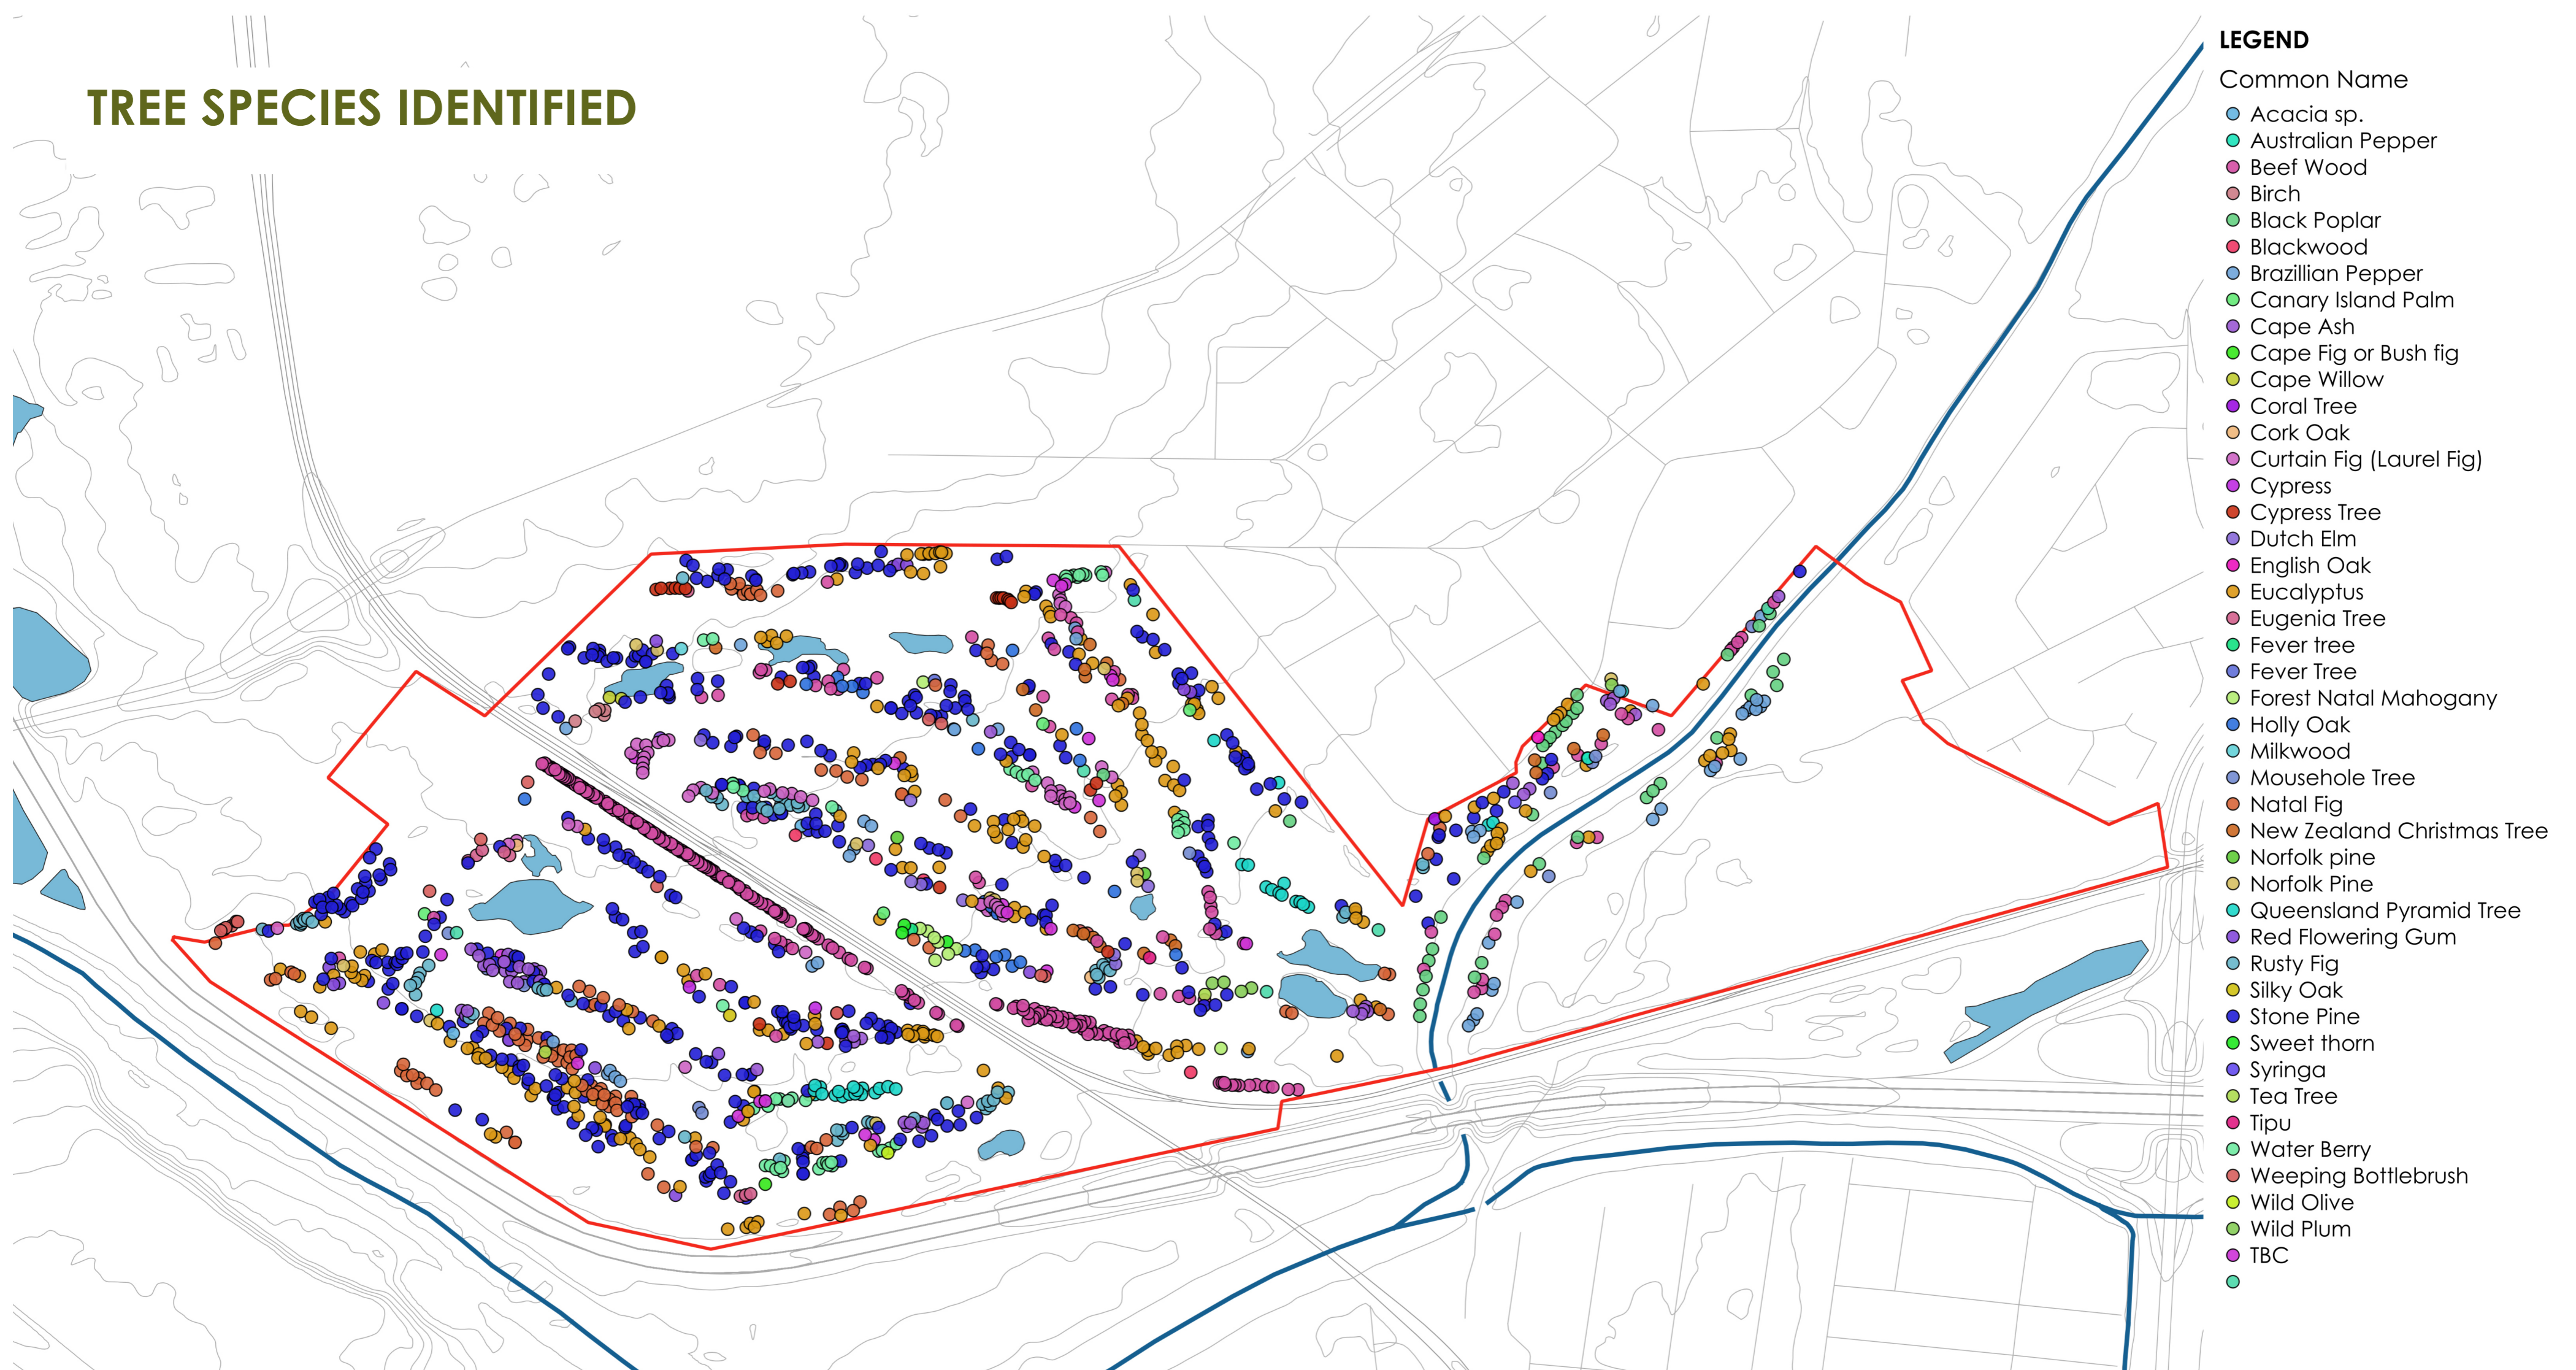 TREE SPECIES IDENTIFIED
LEGEND
Common Name
Acacia sp.
Australian Pepper
Beef Wood
Birch
Black Poplar
Blackwood
Brazillian Pepper
Canary Island Palm
Cape Ash
Cape Fig or Bush fig
Cape Willow
Coral Tree
Cork Oak
Curtain Fig (Laurel Fig)
Cypress
Cypress Tree
Dutch Elm
English Oak
Eucalyptus
Eugenia Tree
Fever tree
Fever Tree
Forest Natal Mahogany
Holly Oak
Milkwood
Mousehole Tree
Natal Fig
New Zealand Christmas Tree
Norfolk pine
Norfolk Pine
Queensland Pyramid Tree
Red Flowering Gum
Rusty Fig
Silky Oak
Stone Pine
Sweet thorn
Syringa
Tea Tree
Tipu
Water Berry
Weeping Bottlebrush
Wild Olive
Wild Plum
TBC